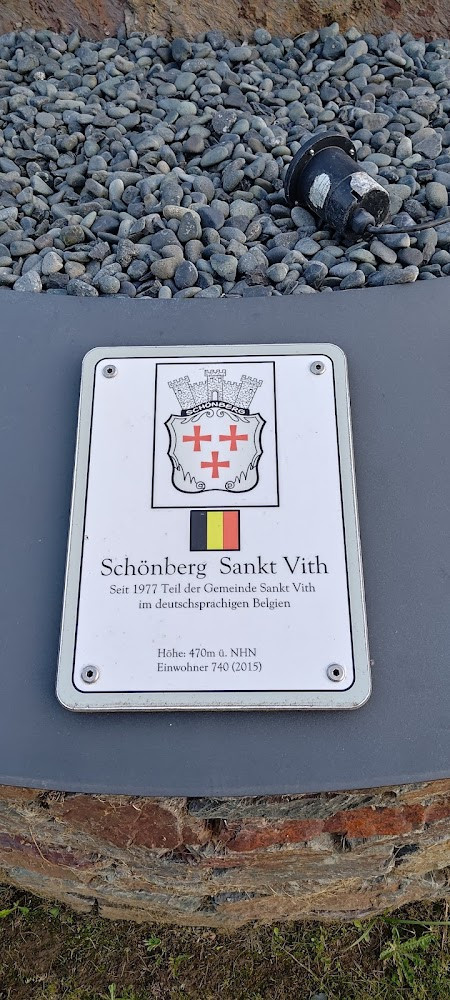 SCHÖNBERG
Schönberg Sankt Vith
Seit 1977 Teil der Gemeinde Sankt Vith
im deutschsprachigen Belgien
Höhe: 470m ü. NHN
Einwohner 740 (2015)